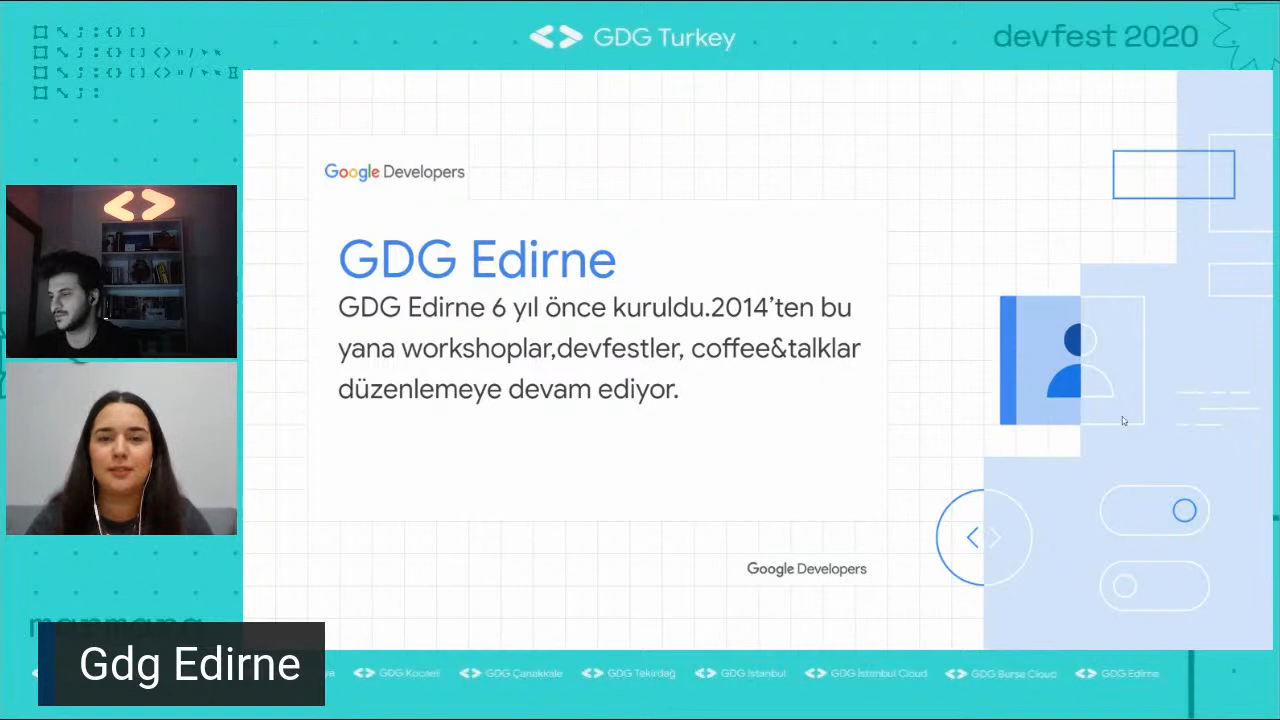 GDG Turkey
devfest 2020
Google Developers
GDG Edirne
GDG Edirne 6 yıl önce kuruldu.2014’ten bu
yana workshoplar,devfestler, coffee&talklar
düzenlemeye devam ediyor.
Google Developers
marmara
Gdg Edirne
GDG Kocaeli
GDG Çanakkale
GDG Tekirdağ
GDG İstanbul
GDG İstanbul Cloud
GDG Bursa Cloud
GDG Edirne